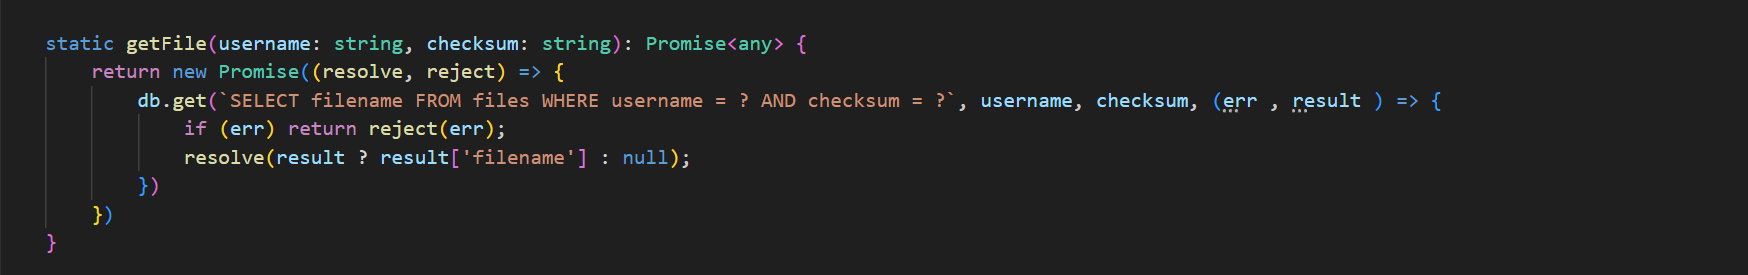 static getFile(username: string, checksum: string): Promise<any> {
return new Promise((resolve, reject) => {
db.get(`SELECT filename FROM files WHERE username = ? AND checksum = ?`, username, checksum, (err , result ) => {
if (err) return reject(err);
resolve(result ? result['filename'] : null);
})
})
}